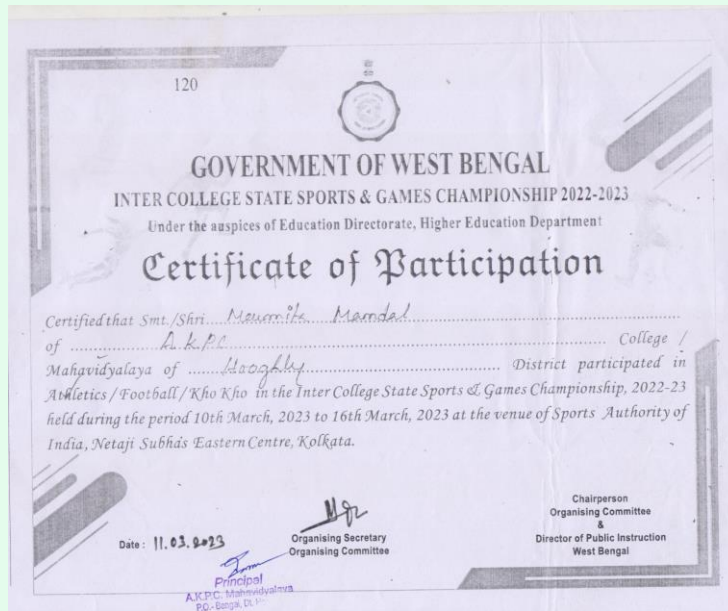 120
GOVERNMENT OF WEST BENGAL
INTER COLLEGE STATE SPORTS & GAMES CHAMPIONSHIP 2022-2023
Under the auspices of Education Directorate, Higher Education Department
Certificate of Participation
Certified that Smt./Shri Moumita Mandal
of A.K.P.C College /
Mahavidyalaya of Hooghly District participated in
Athletics / Football / Kho Kho in the Inter College State Sports & Games Championship, 2022-23
held during the period 10th March, 2023 to 16th March, 2023 at the venue of Sports Authority of
India, Netaji Subhas Eastern Centre, Kolkata.
Date : 11.03.2023
Organising Secretary
Organising Committee
Chairperson
Organising Committee
&
Director of Public Instruction
West Bengal
Principal
A.K.P.C. Mahavidyalaya
P.O.- Bengai,